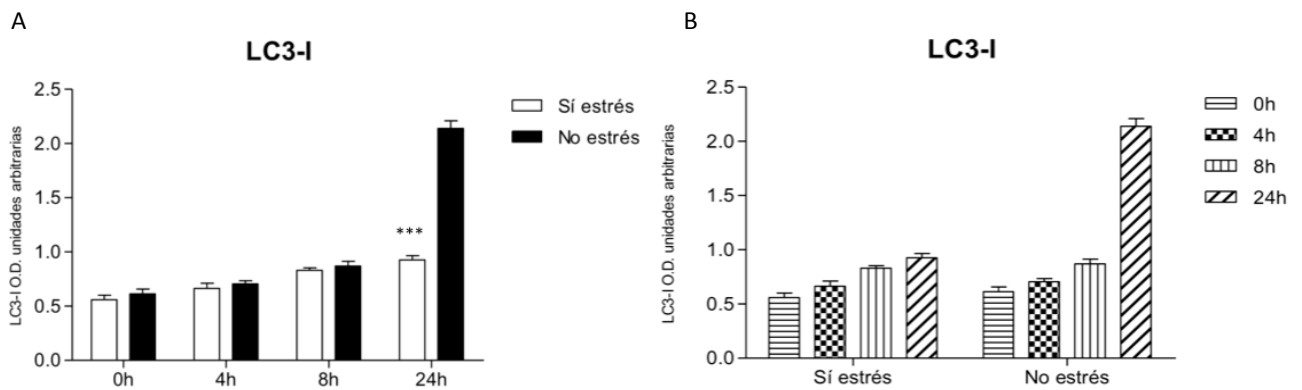 A
LC3-I
LC3-I O.D. unidades arbitrarias
2.5
2.0
1.5
1.0
0.5
0.0
***
0h
4h
8h
24h
Sí estrés
No estrés
B
LC3-I
LC3-I O.D. unidades arbitrarias
2.5
2.0
1.5
1.0
0.5
0.0
Sí estrés
No estrés
0h
4h
8h
24h